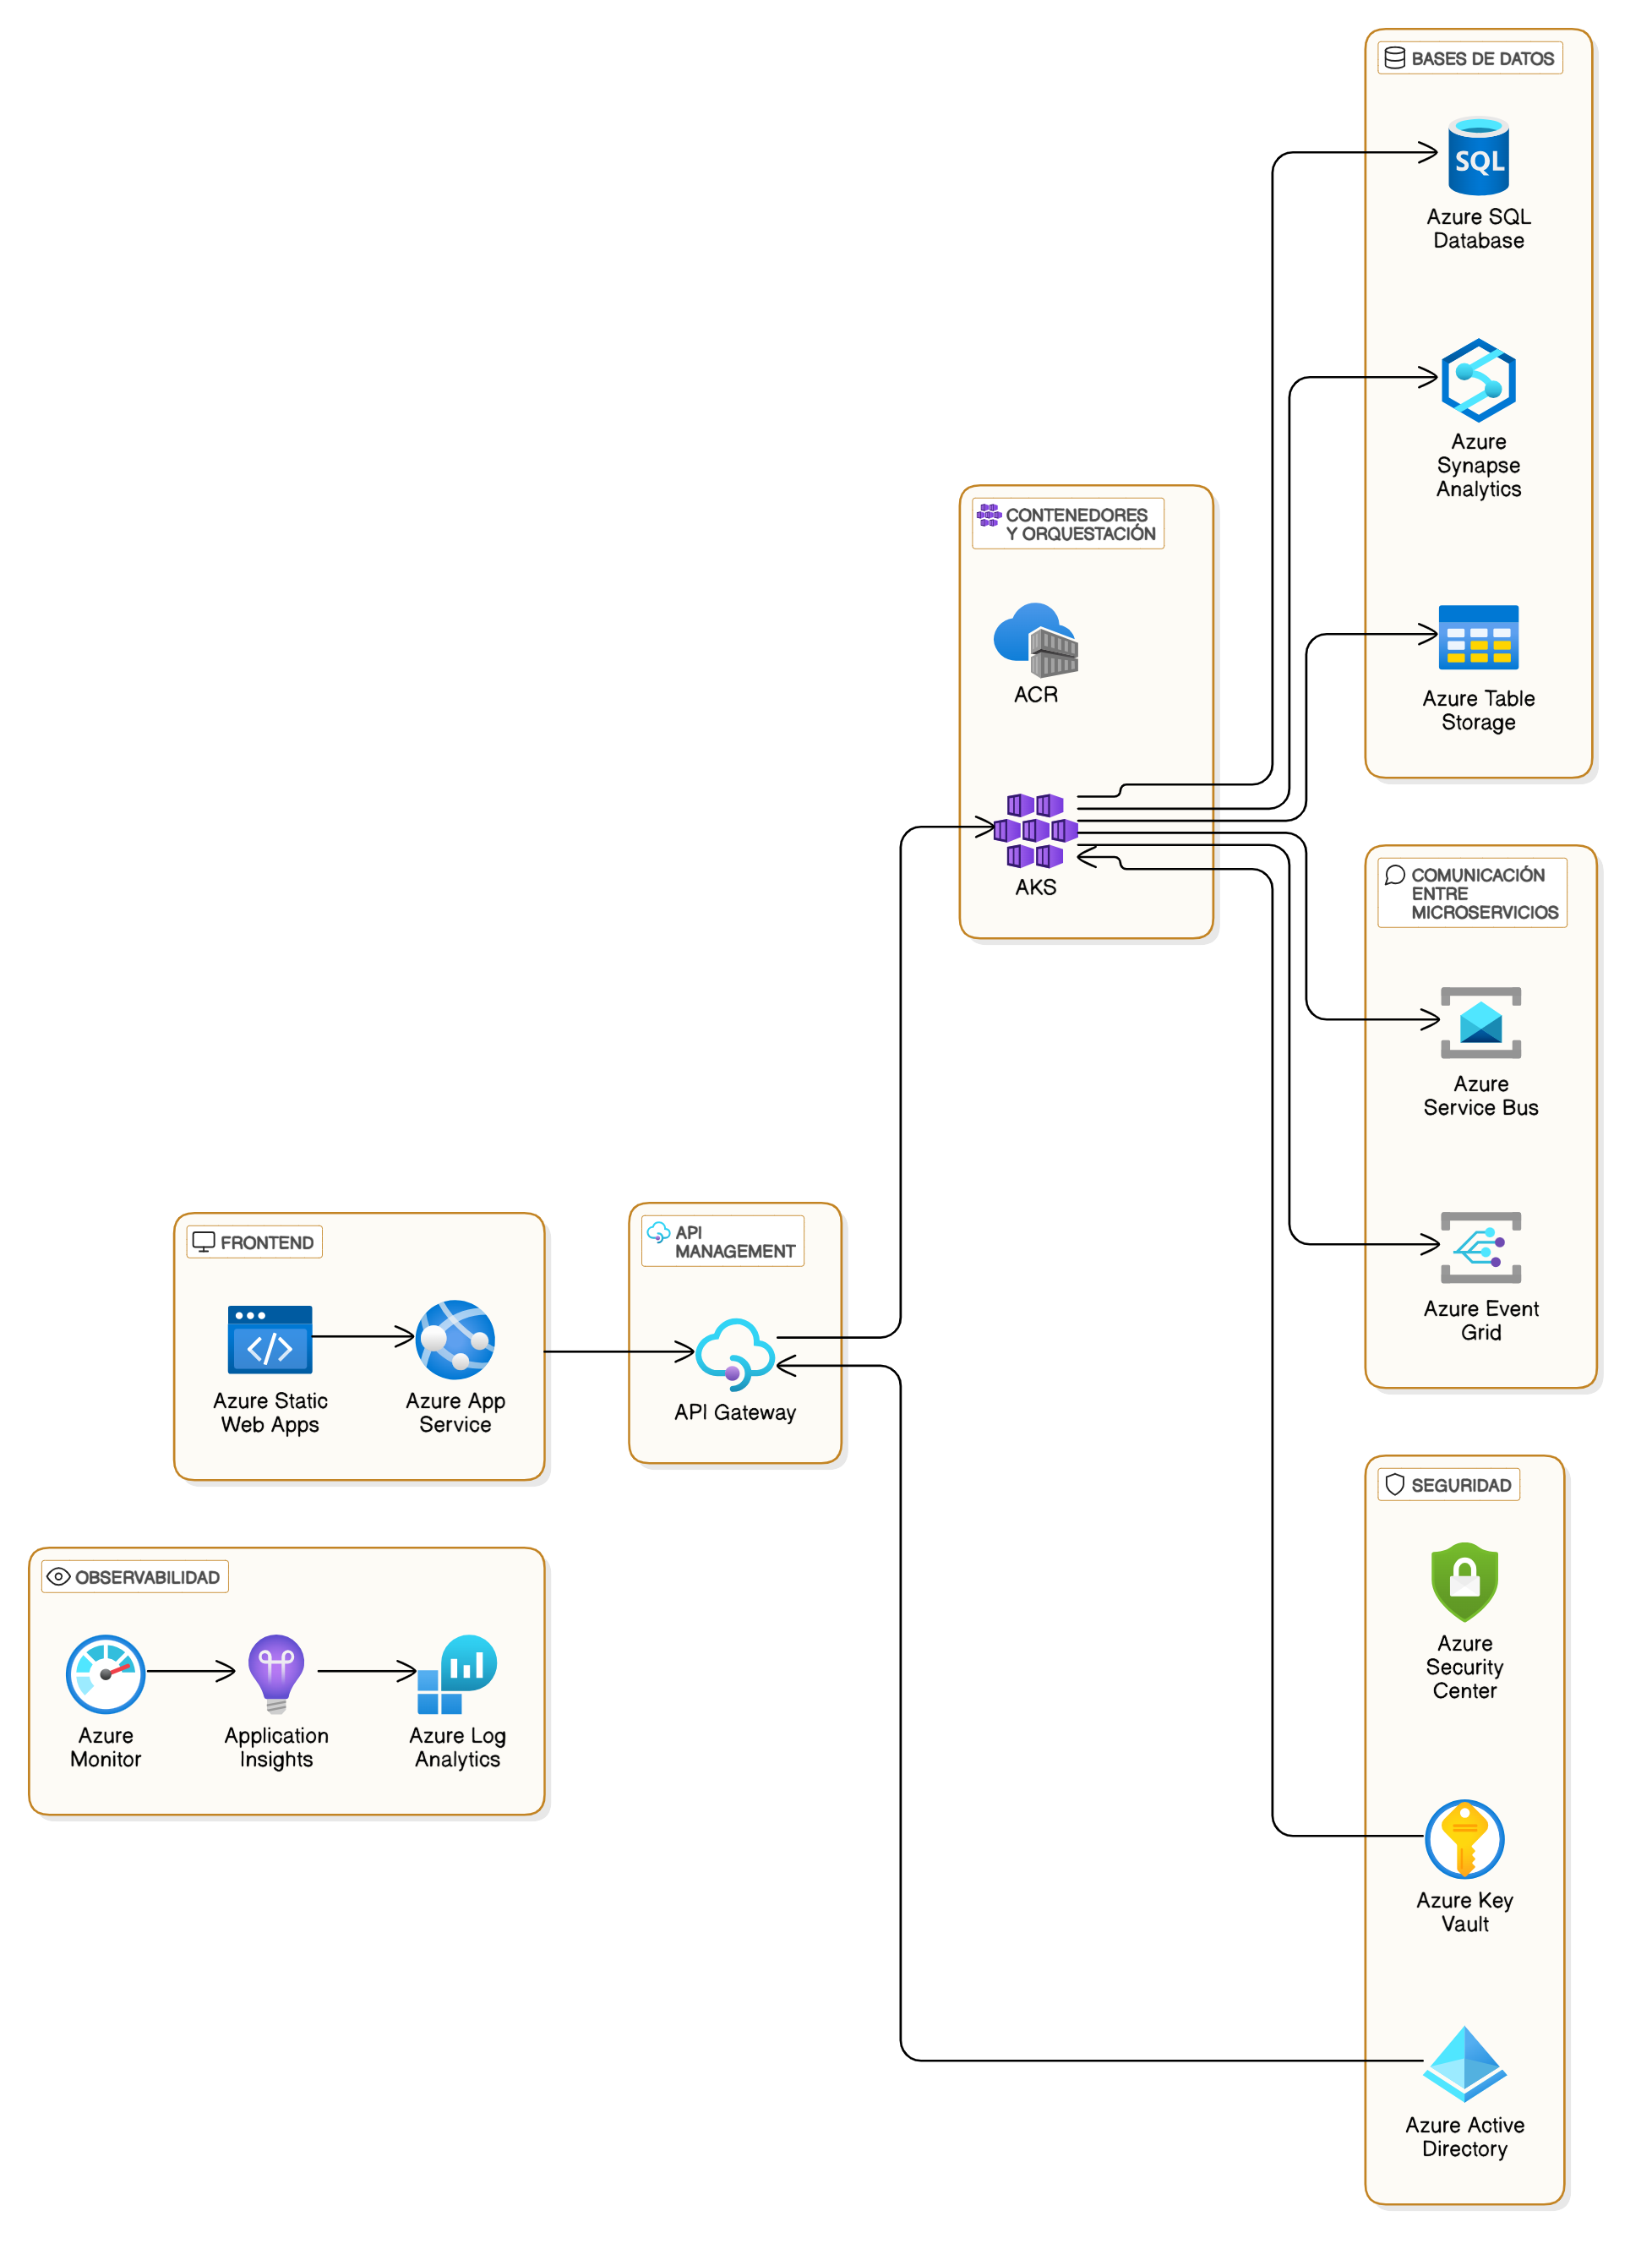 BASES DE DATOS
SQL
Azure SQL
Database
Azure
Synapse
Analytics
Azure Table
Storage
CONTENEDORES
Y ORQUESTACIÓN
ACR
AKS
COMUNICACIÓN
ENTRE
MICROSERVICIOS
Azure
Service Bus
Azure Event
Grid
FRONTEND
Azure Static
Web Apps
Azure App
Service
API
MANAGEMENT
API Gateway
OBSERVABILIDAD
Azure
Monitor
Application
Insights
Azure Log
Analytics
SEGURIDAD
Azure
Security
Center
Azure Key
Vault
Azure Active
Directory